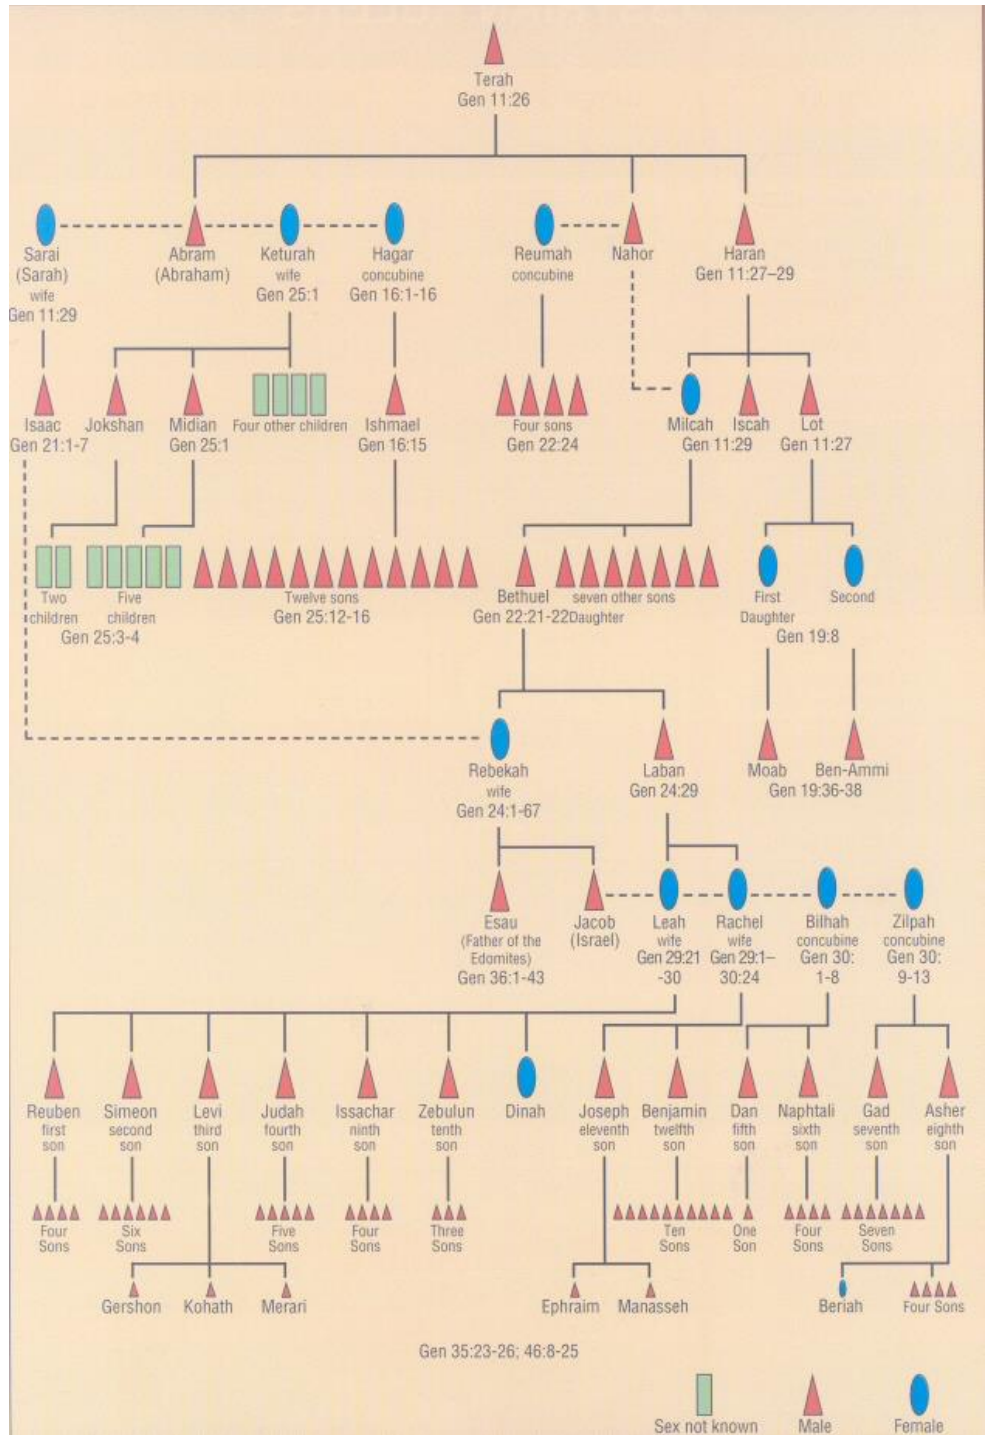 Terah
Gen 11:26
Sarai
(Sarah)
wife
Gen 11:29
Abram
(Abraham)
Keturah
wife
Gen 25:1
Hagar
concubine
Gen 16:1-16
Reumah
concubine
Nahor
Haran
Gen 11:27–29
Isaac
Gen 21:1-7
Jokshan
Midian
Gen 25:1
Four other children
Ishmael
Gen 16:15
Four sons
Gen 22:24
Milcah
Iscah
Gen 11:29
Lot
Gen 11:27
Two
children
Five
children
Gen 25:3-4
Twelve sons
Gen 25:12-16
Bethuel
Gen 22:21-22
seven other sons
Daughter
First
Daughter
Second
Gen 19:8
Rebekah
wife
Gen 24:1-67
Laban
Gen 24:29
Moab
Ben-Ammi
Gen 19:36-38
Esau
(Father of the
Edomites)
Gen 36:1-43
Jacob
(Israel)
Leah
wife
Gen 29:21
-30
Rachel
wife
Gen 29:1–
30:24
Bilhah
concubine
Gen 30:
1-8
Zilpah
concubine
Gen 30:
9-13
Reuben
first
son
Simeon
second
son
Levi
third
son
Judah
fourth
son
Issachar
ninth
son
Zebulun
tenth
son
Dinah
Joseph
eleventh
son
Benjamin
twelfth
son
Dan
fifth
son
Naphtali
sixth
son
Gad
seventh
son
Asher
eighth
son
Four
Sons
Six
Sons
Five
Sons
Four
Sons
Three
Sons
Ten
Sons
One
Son
Four
Sons
Seven
Sons
Gershon
Kohath
Merari
Ephraim
Manasseh
Beriah
Four Sons
Gen 35:23-26; 46:8-25
Sex not known
Male
Female